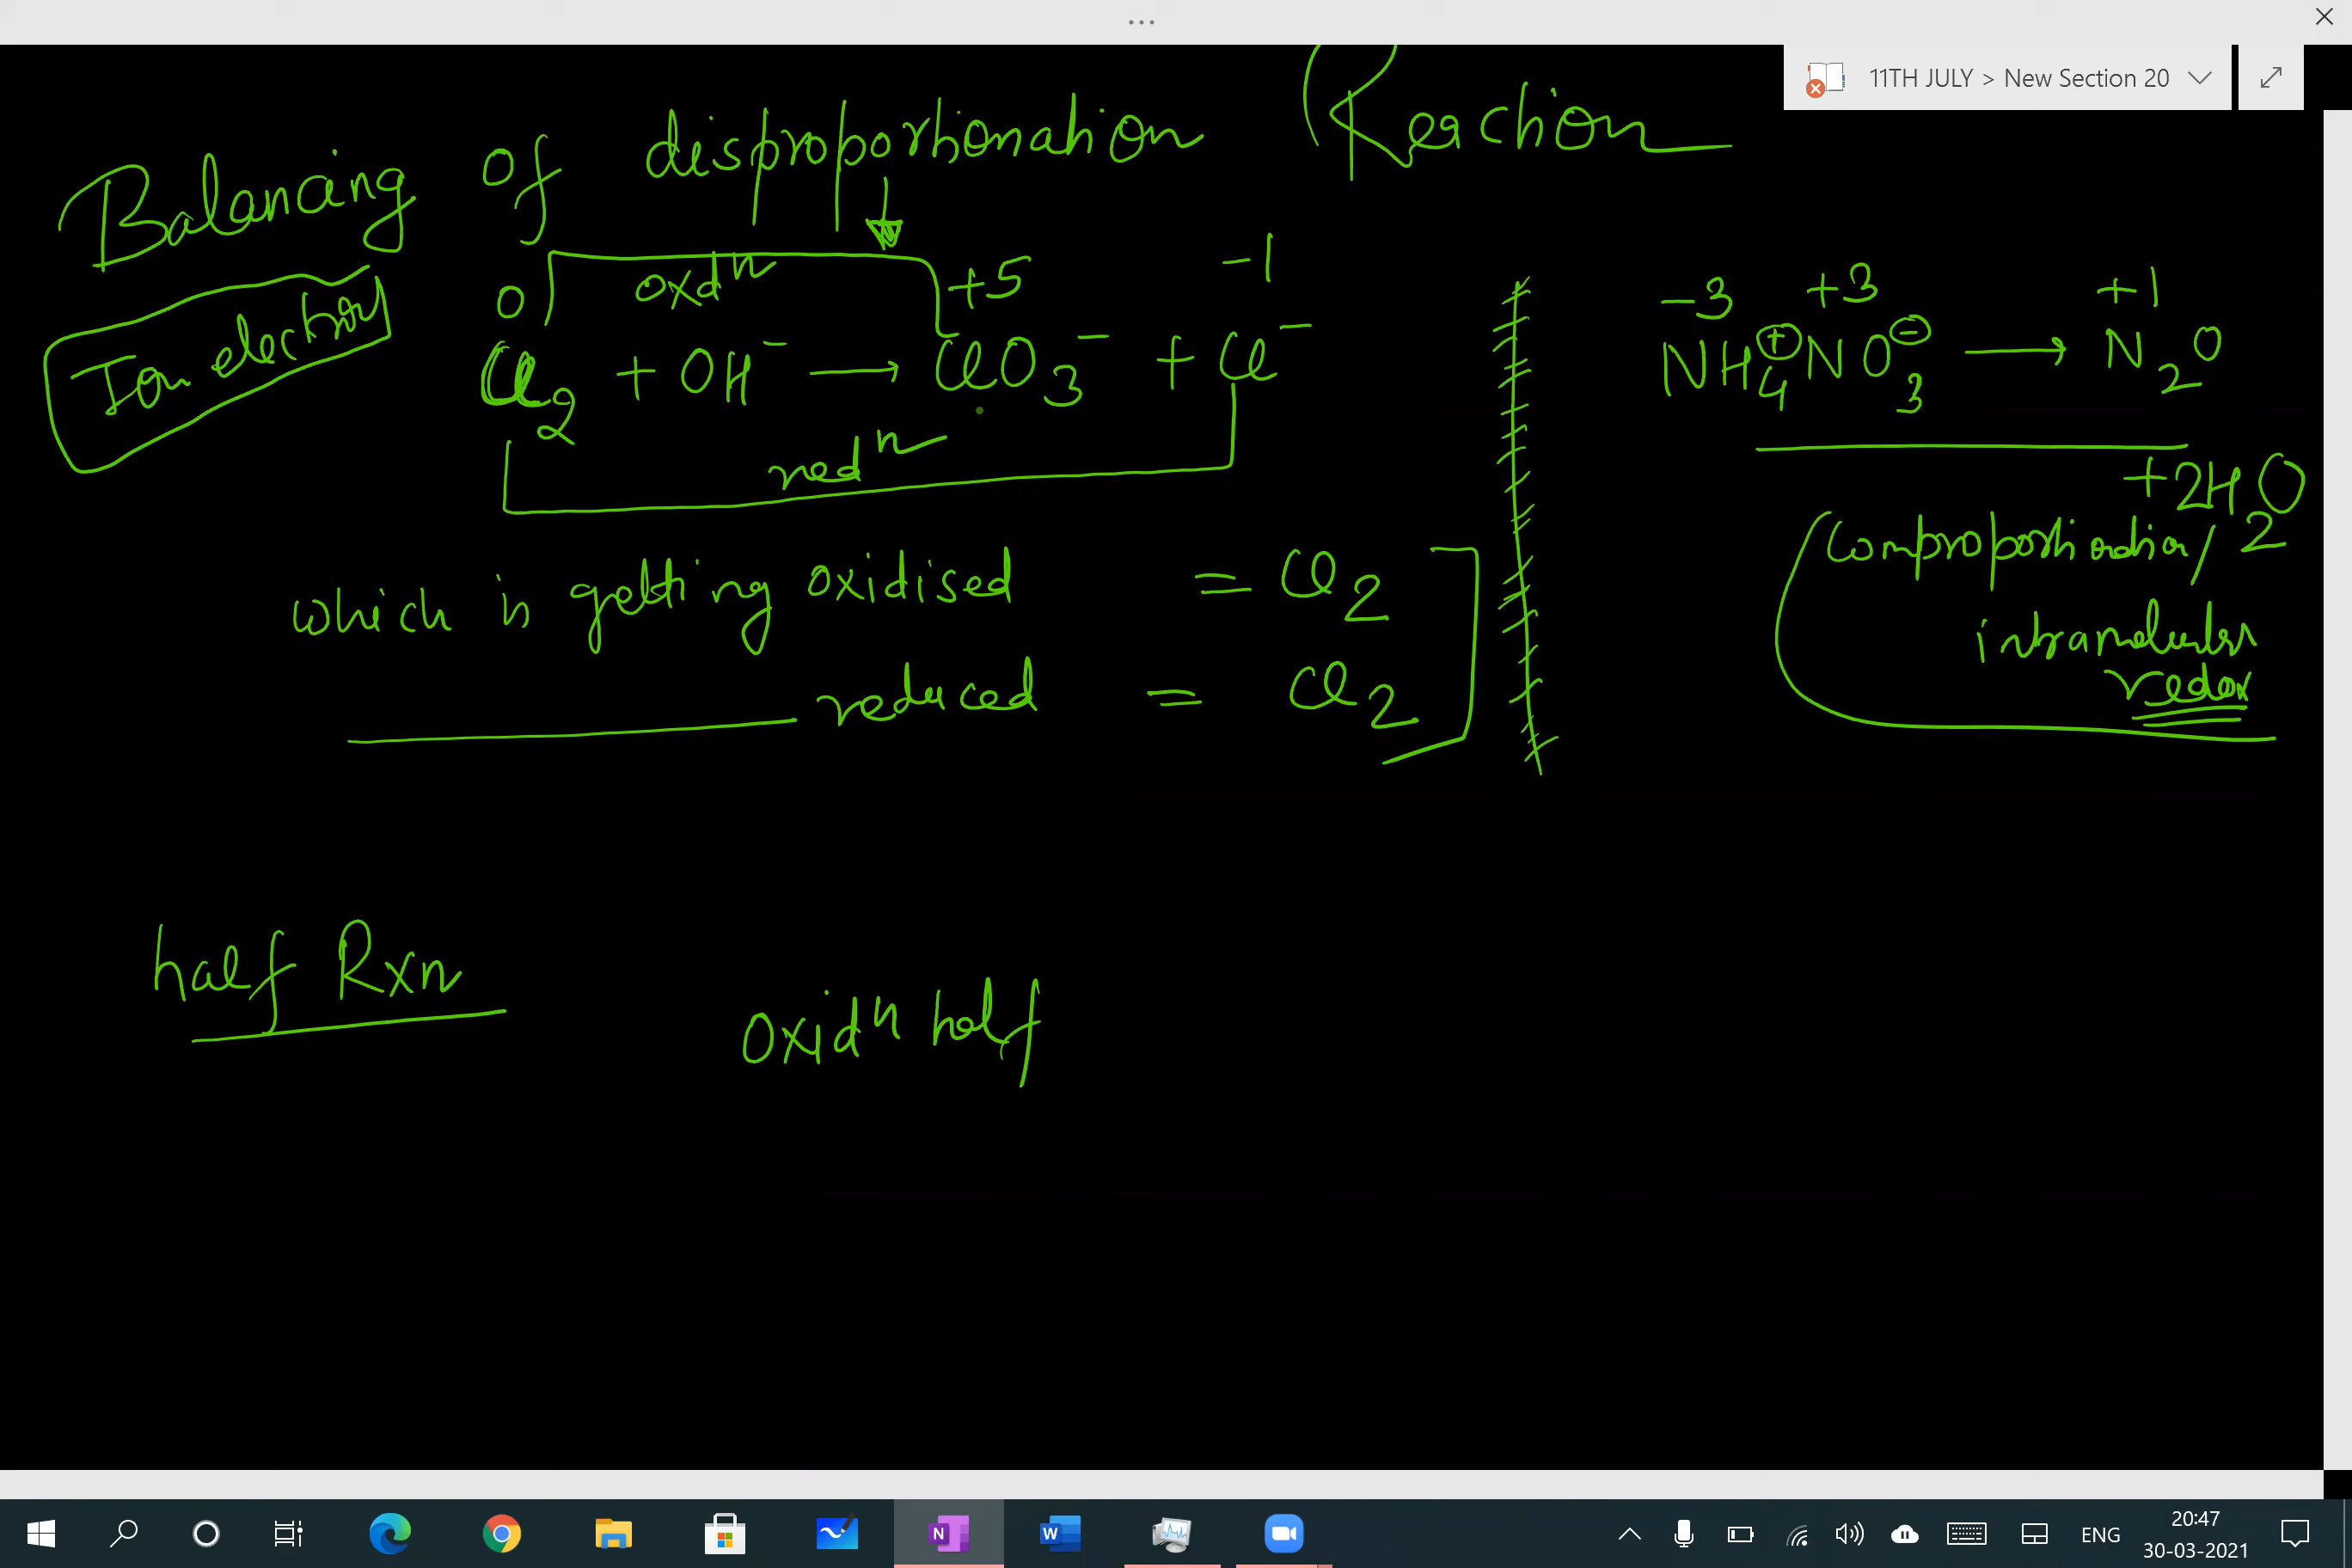 11TH JULY > New Section 20
Balancing of disproportionation Reaction
Ion electron
0 oxdⁿ +5 -1
Cl₂ + OH⁻ ⟶ ClO₃⁻ + Cl⁻
redⁿ
which is getting oxidised = Cl₂
reduced = Cl₂
-3 +3 +1
NH₄⊕NO₃⊖ ⟶ N₂O
+2H₂O
Comproportionation/
intramolecular
redox
half Rxn
oxidⁿ half
ENG
20:47
30-03-2021